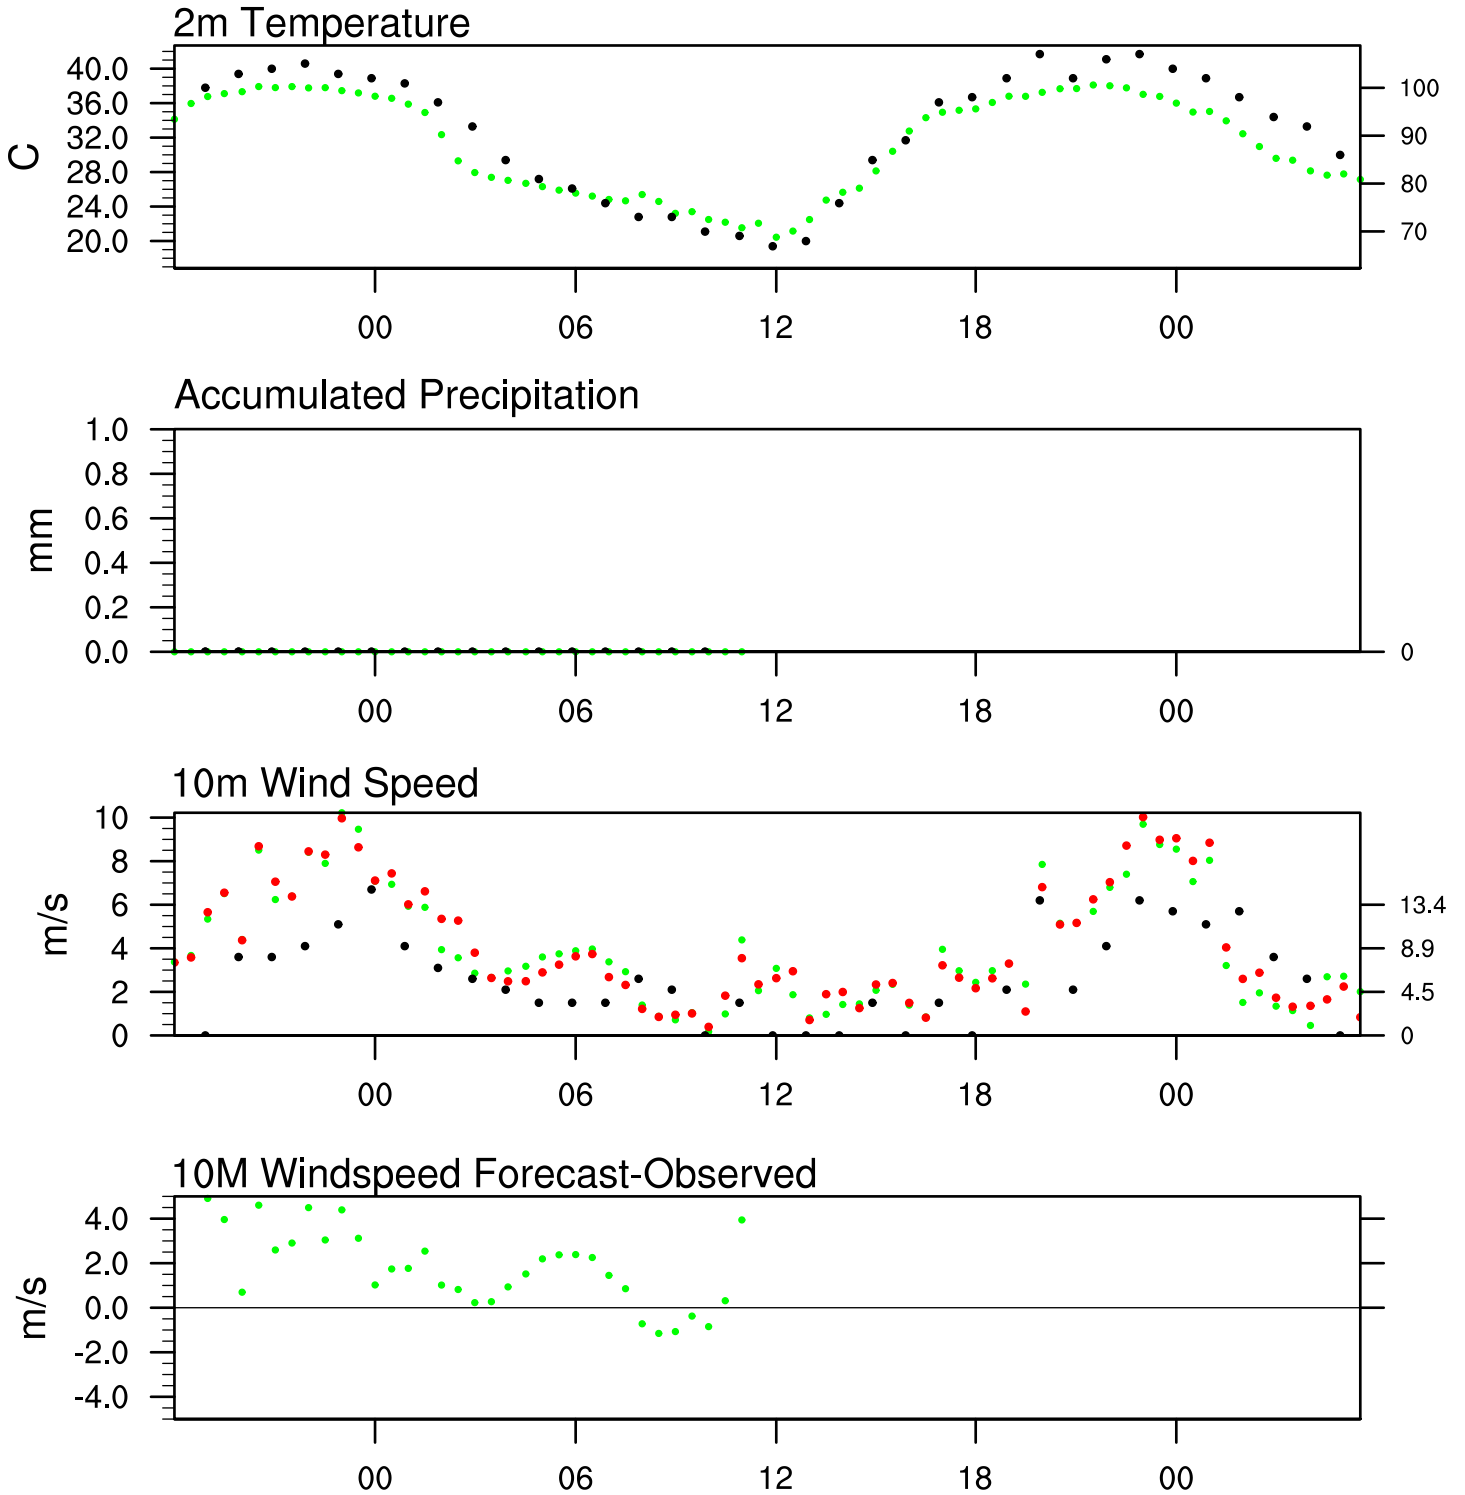 2m Temperature
C
40.0
36.0
32.0
28.0
24.0
20.0
100
90
80
70
00 06 12 18 00
Accumulated Precipitation
mm
1.0
0.8
0.6
0.4
0.2
0.0
0
00 06 12 18 00
10m Wind Speed
m/s
10
8
6
4
2
0
13.4
8.9
4.5
0
00 06 12 18 00
10M Windspeed Forecast-Observed
m/s
4.0
2.0
0.0
-2.0
-4.0
00 06 12 18 00